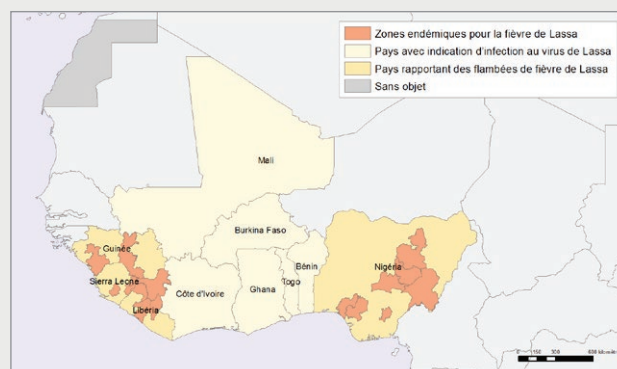 Zones endémiques pour la fièvre de Lassa
Pays avec indication d'infection au virus de Lassa
Pays rapportant des flambées de fièvre de Lassa
Sans objet
Mali
Burkina Faso
Guinée
Bénin
Nigéria
Sierra Leone
Togo
Côte d'Ivoire
Ghana
Libéria